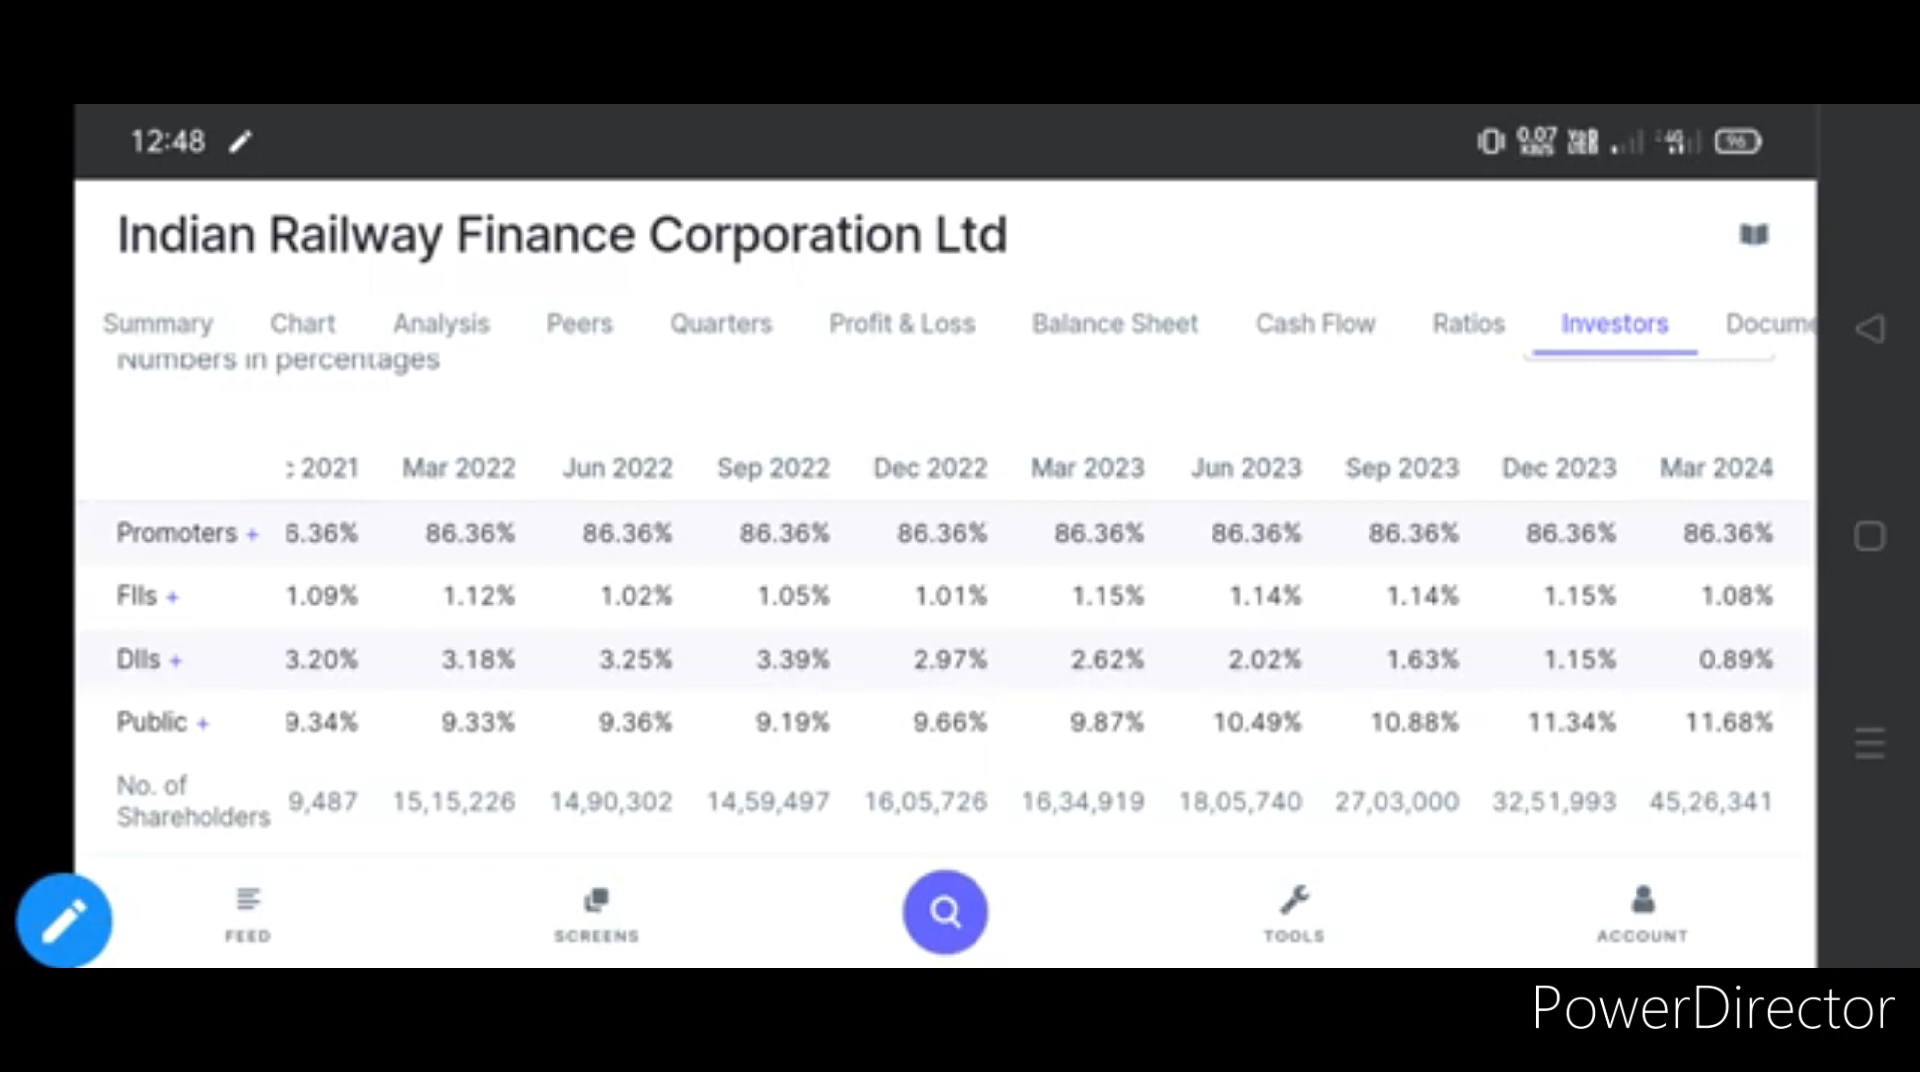 12:48 0.07 KB/S 4G 96
Indian Railway Finance Corporation Ltd
Summary Chart Analysis Peers Quarters Profit & Loss Balance Sheet Cash Flow Ratios Investors Docume
Numbers in percentages
: 2021 Mar 2022 Jun 2022 Sep 2022 Dec 2022 Mar 2023 Jun 2023 Sep 2023 Dec 2023 Mar 2024
Promoters + 6.36% 86.36% 86.36% 86.36% 86.36% 86.36% 86.36% 86.36% 86.36% 86.36%
FIIs + 1.09% 1.12% 1.02% 1.05% 1.01% 1.15% 1.14% 1.14% 1.15% 1.08%
DIIs + 3.20% 3.18% 3.25% 3.39% 2.97% 2.62% 2.02% 1.63% 1.15% 0.89%
Public + 9.34% 9.33% 9.36% 9.19% 9.66% 9.87% 10.49% 10.88% 11.34% 11.68%
No. of
Shareholders 9,487 15,15,226 14,90,302 14,59,497 16,05,726 16,34,919 18,05,740 27,03,000 32,51,993 45,26,341
FEED SCREENS TOOLS ACCOUNT
PowerDirector